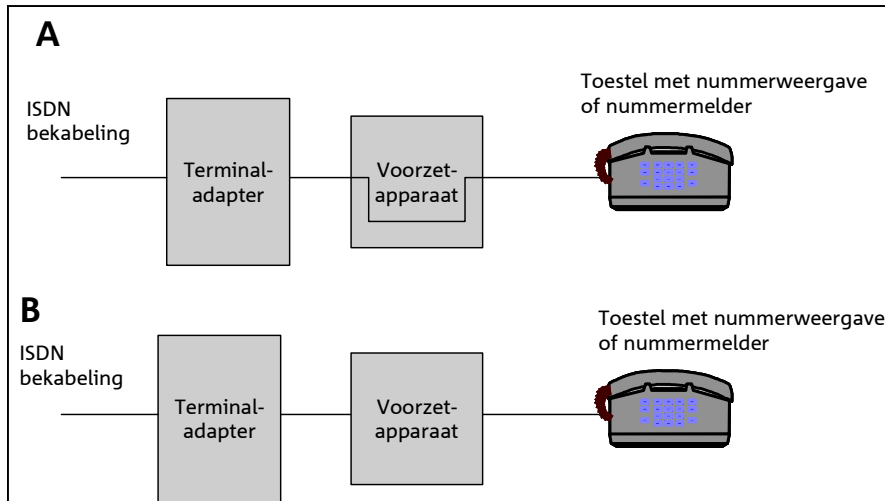 A
Toestel met nummerweergave
of nummermelder
ISDN
bekabeling
Terminal-
adapter
Voorzet-
apparaat
B
Toestel met nummerweergave
of nummermelder
ISDN
bekabeling
Terminal-
adapter
Voorzet-
apparaat